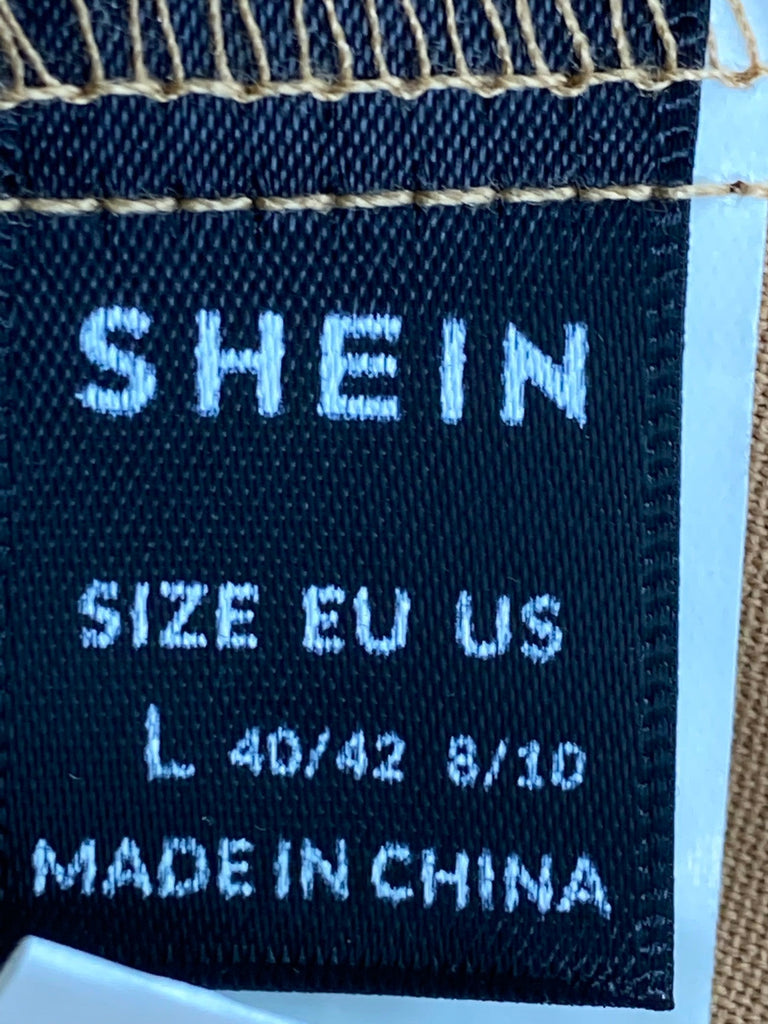 SHEIN
SIZE EU US
L 40/42 8/10
MADE IN CHINA